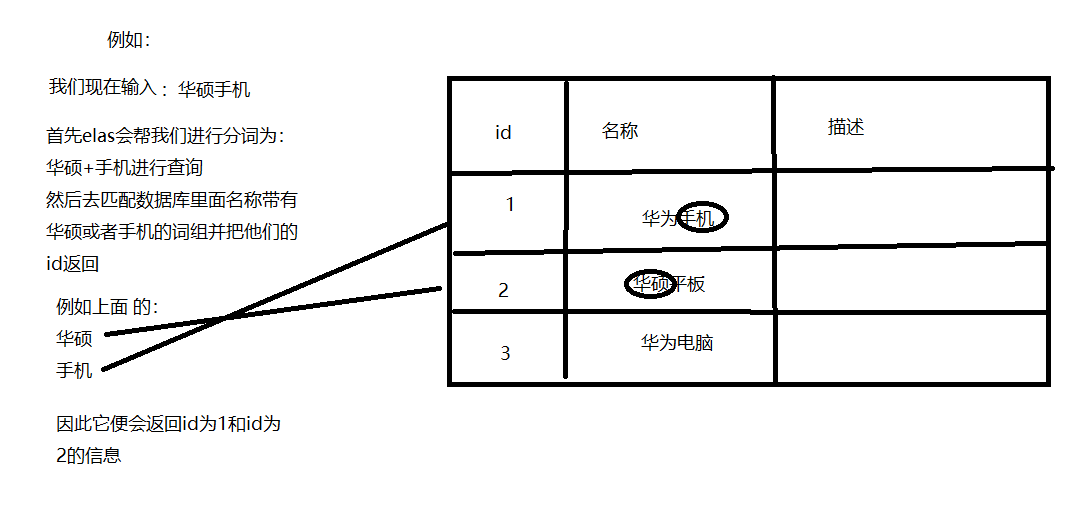 例如：
我们现在输入：华硕手机
首先elas会帮我们进行分词为：
华硕+手机进行查询
然后去匹配数据库里面名称带有
华硕或者手机的词组并把他们的
id返回
例如上面 的：
华硕
手机
因此它便会返回id为1和id为
2的信息
id 名称 描述
1 华为手机
2 华硕平板
3 华为电脑